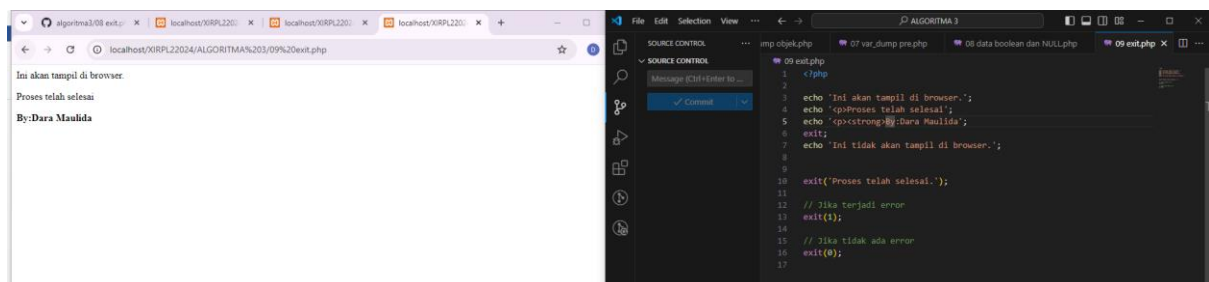 algoritma3/08 exit.p
localhost/XIRPL2202
localhost/XIRPL2202
localhost/XIRPL2202
localhost/XIRPL22024/ALGORITMA%203/09%20exit.php
Ini akan tampil di browser.
Proses telah selesai
By:Dara Maulida
File Edit Selection View ···
ALGORITMA 3
SOURCE CONTROL ···
SOURCE CONTROL
Message (Ctrl+Enter to ...
Commit
ump objek.php
07 var_dump pre.php
08 data boolean dan NULL.php
09 exit.php
09 exit.php
1 <?php
2
3 echo 'Ini akan tampil di browser.';
4 echo '<p>Proses telah selesai';
5 echo '<p><strong>By:Dara Maulida';
6 exit;
7 echo 'Ini tidak akan tampil di browser.';
8
9
10 exit('Proses telah selesai.');
11
12 // Jika terjadi error
13 exit(1);
14
15 // Jika tidak ada error
16 exit(0);
17